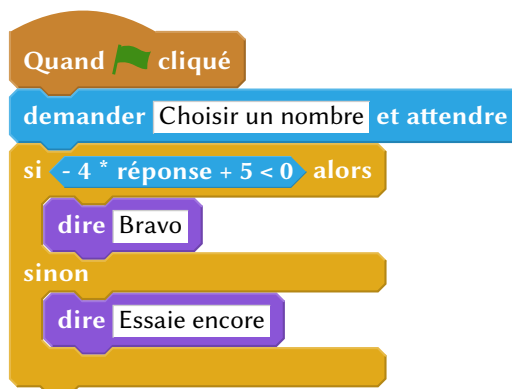 Quand cliqué
demander Choisir un nombre et attendre
si - 4 * réponse + 5 < 0 alors
dire Bravo
sinon
dire Essaie encore